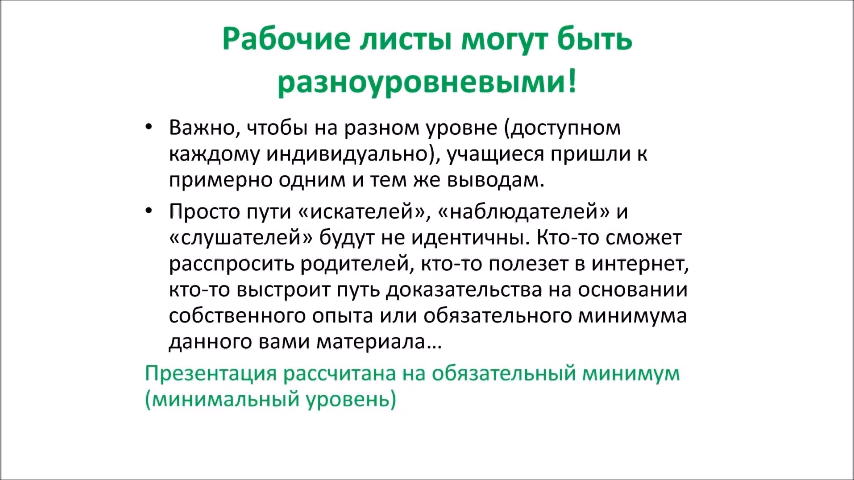 Рабочие листы могут быть
разноуровневыми!
• Важно, чтобы на разном уровне (доступном
каждому индивидуально), учащиеся пришли к
примерно одним и тем же выводам.
• Просто пути «искателей», «наблюдателей» и
«слушателей» будут не идентичны. Кто-то сможет
расспросить родителей, кто-то полезет в интернет,
кто-то выстроит путь доказательства на основании
собственного опыта или обязательного минимума
данного вами материала…
Презентация рассчитана на обязательный минимум
(минимальный уровень)